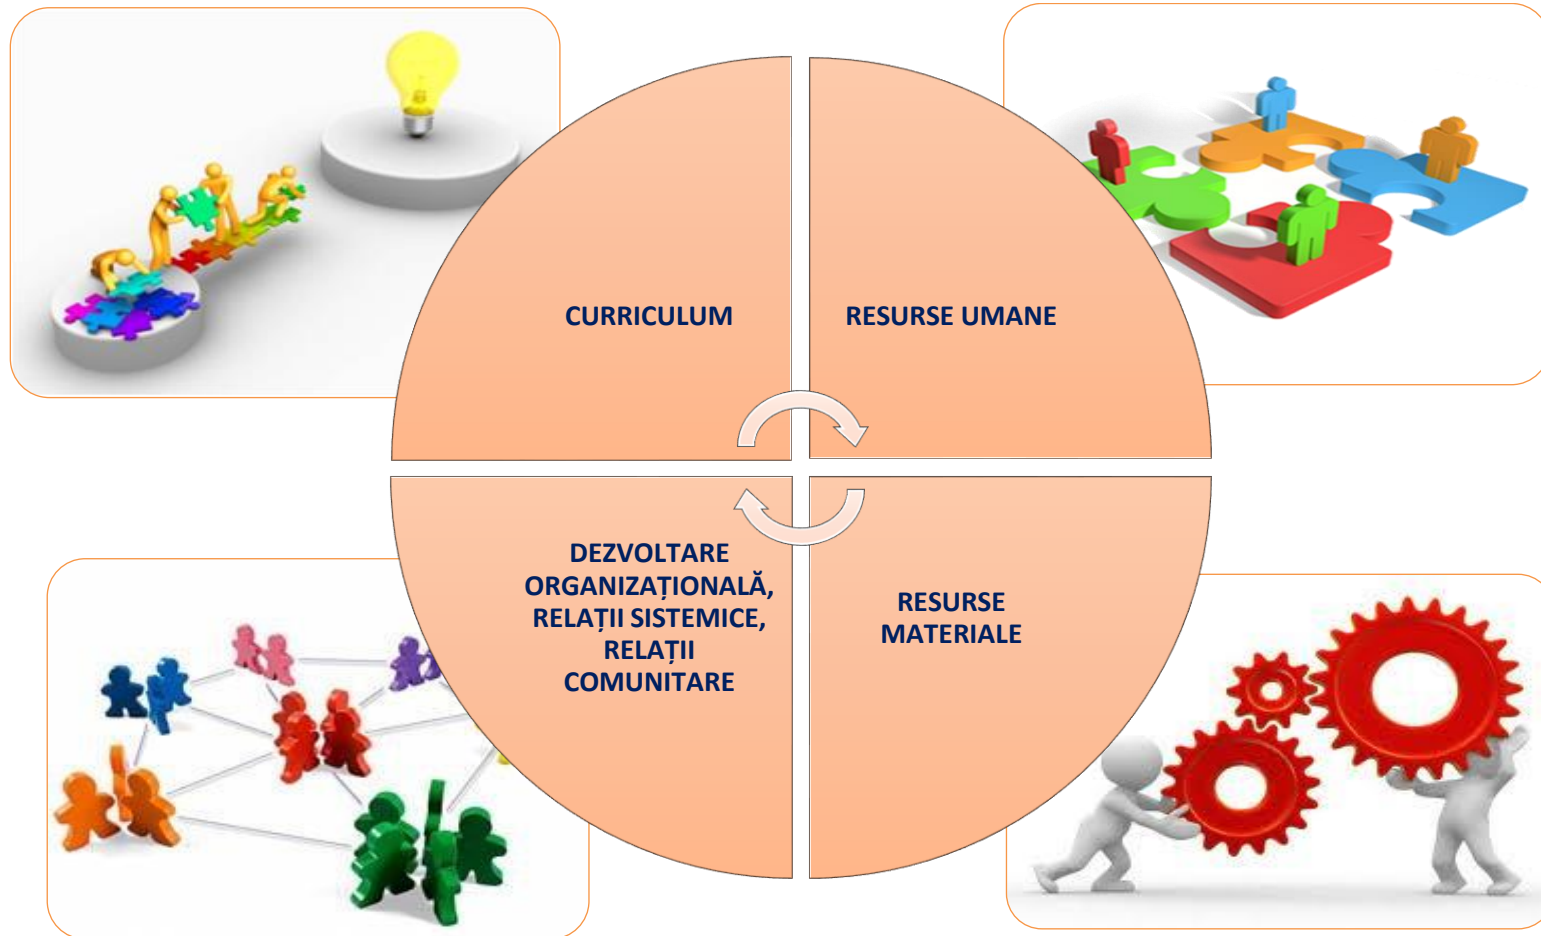 CURRICULUM
RESURSE UMANE
DEZVOLTARE
ORGANIZAȚIONALĂ,
RELAȚII SISTEMICE,
RELAȚII
COMUNITARE
RESURSE
MATERIALE